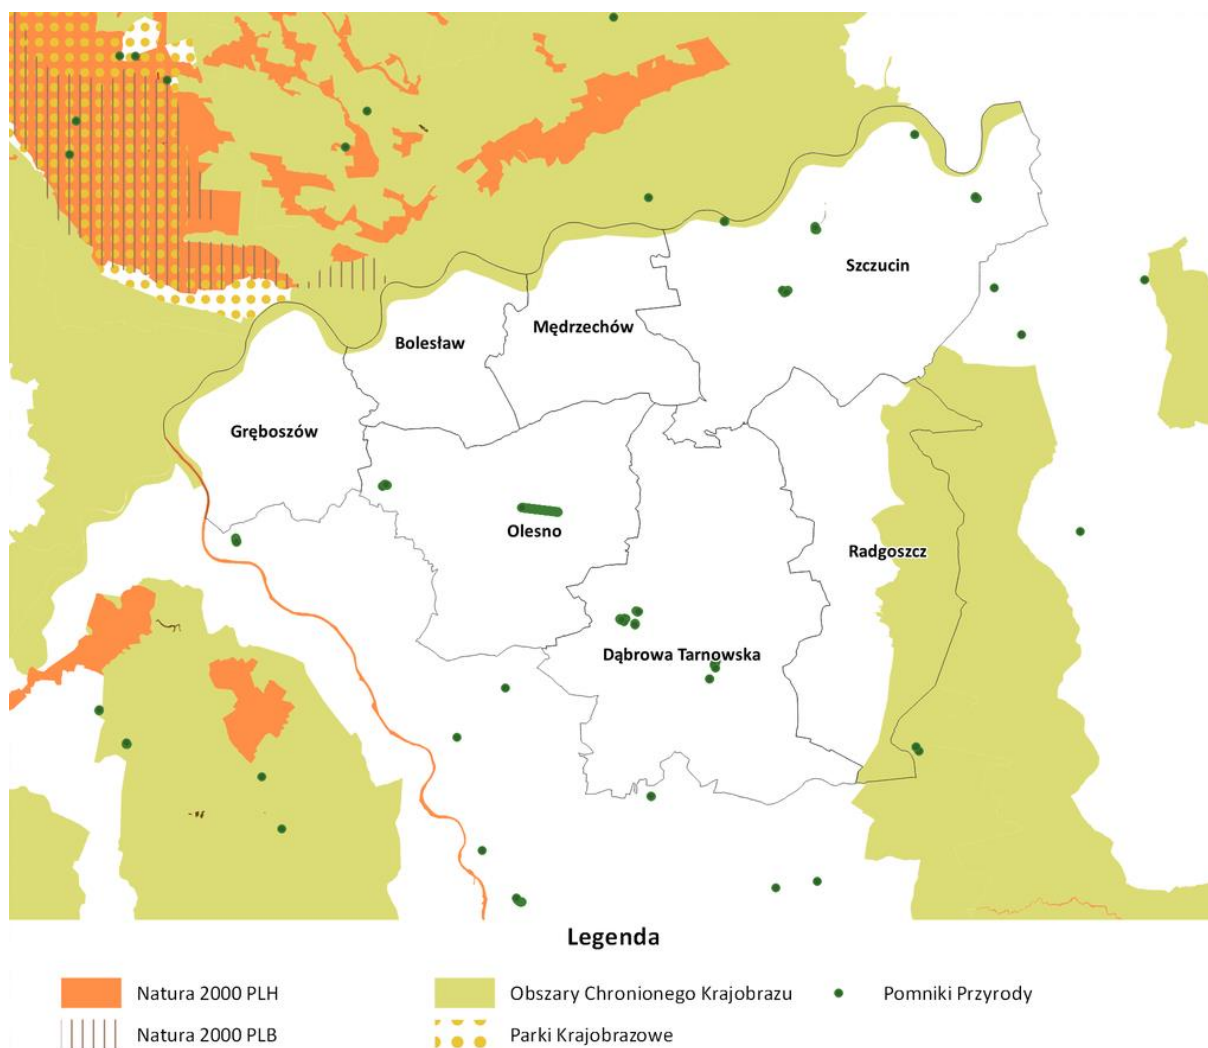 Szczucin
Mędrzechów
Bolesław
Gręboszów
Olesno
Radgoszcz
Dąbrowa Tarnowska
Legenda
Natura 2000 PLH
Obszary Chronionego Krajobrazu
Pomniki Przyrody
Natura 2000 PLB
Parki Krajobrazowe